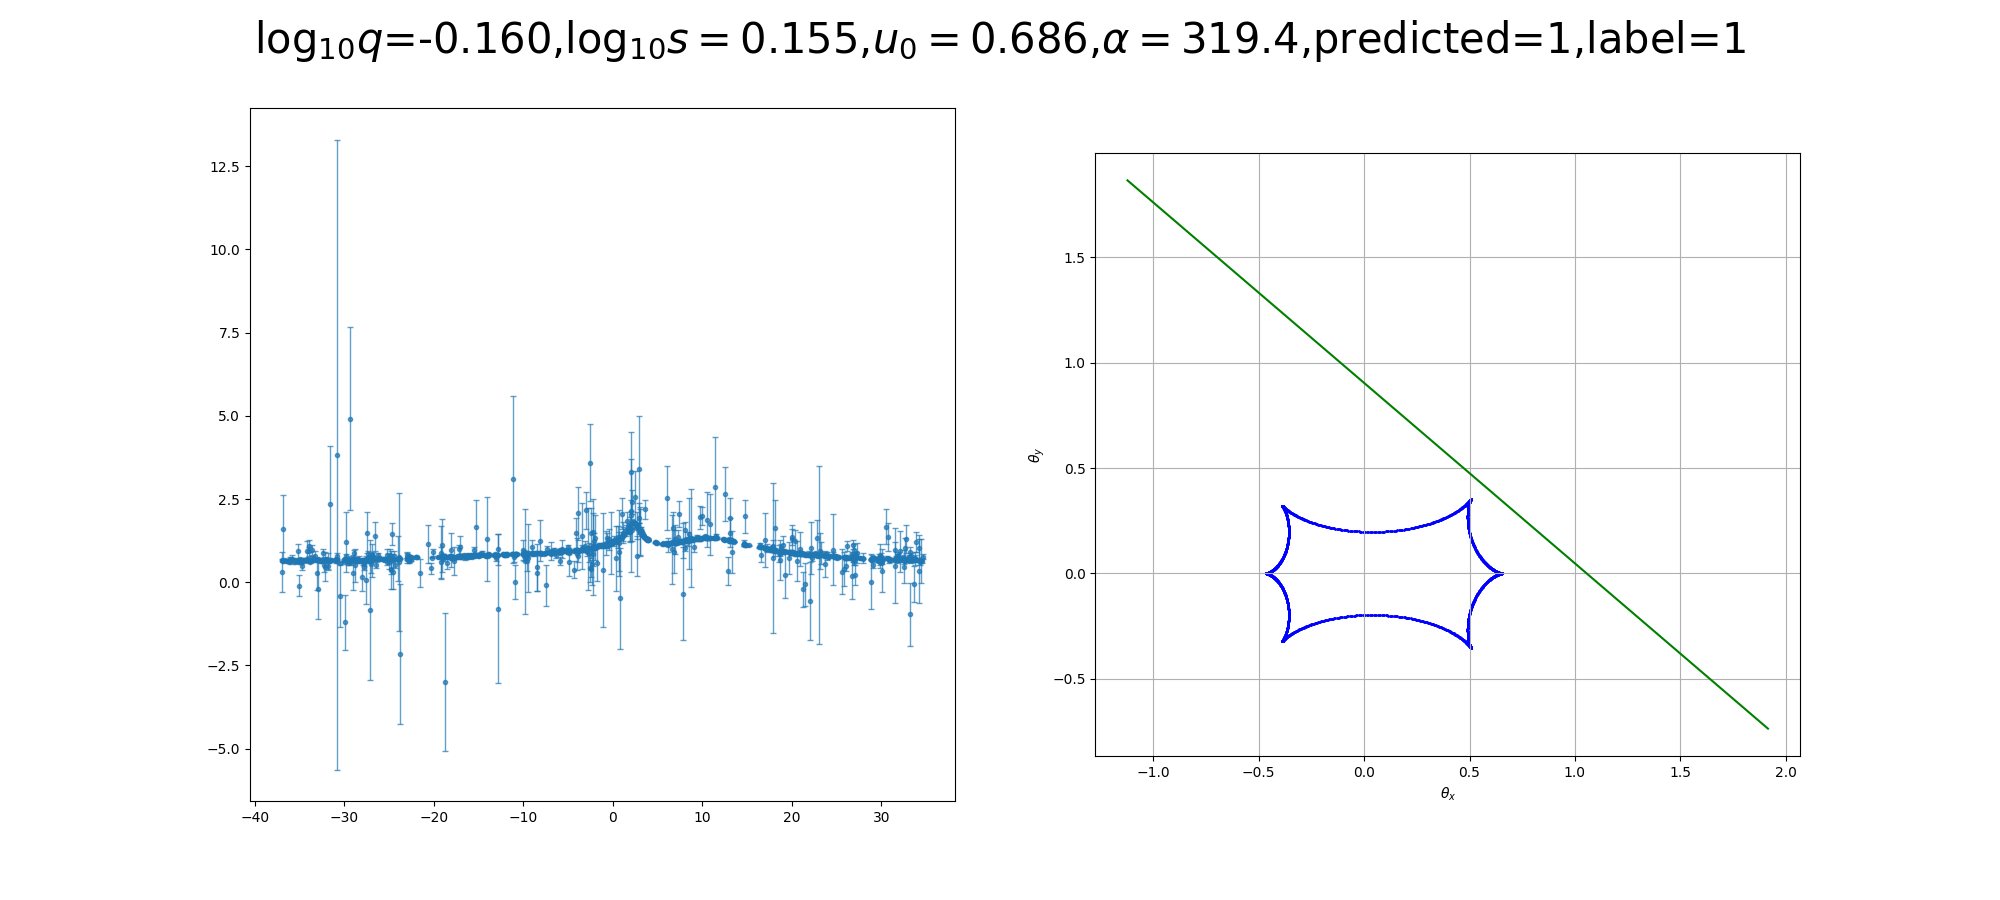 log₁₀q=-0.160,log₁₀s = 0.155,u₀ = 0.686,α = 319.4,predicted=1,label=1
12.5
10.0
7.5
5.0
2.5
0.0
−2.5
−5.0
−40 −30 −20 −10 0 10 20 30
1.5
1.0
0.5
0.0
−0.5
θy
−1.0 −0.5 0.0 0.5 1.0 1.5 2.0
θx